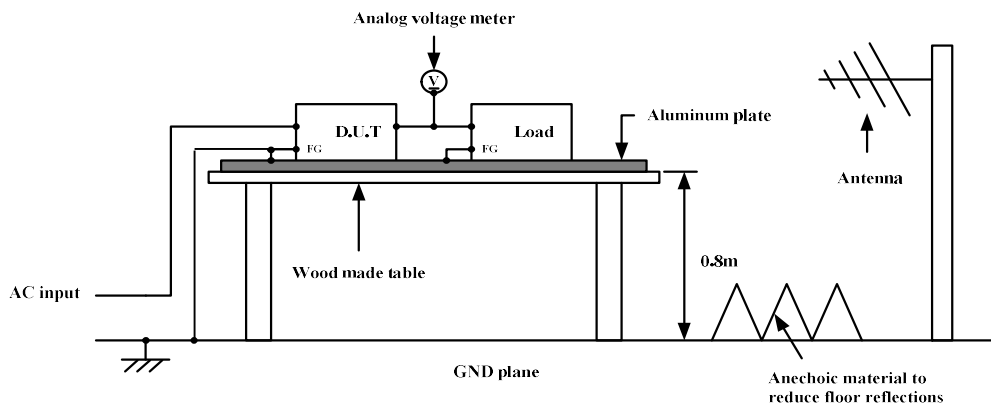 Analog voltage meter
V
D.U.T
Load
Aluminum plate
FG
FG
Antenna
Wood made table
0.8m
AC input
GND plane
Anechoic material to
reduce floor reflections